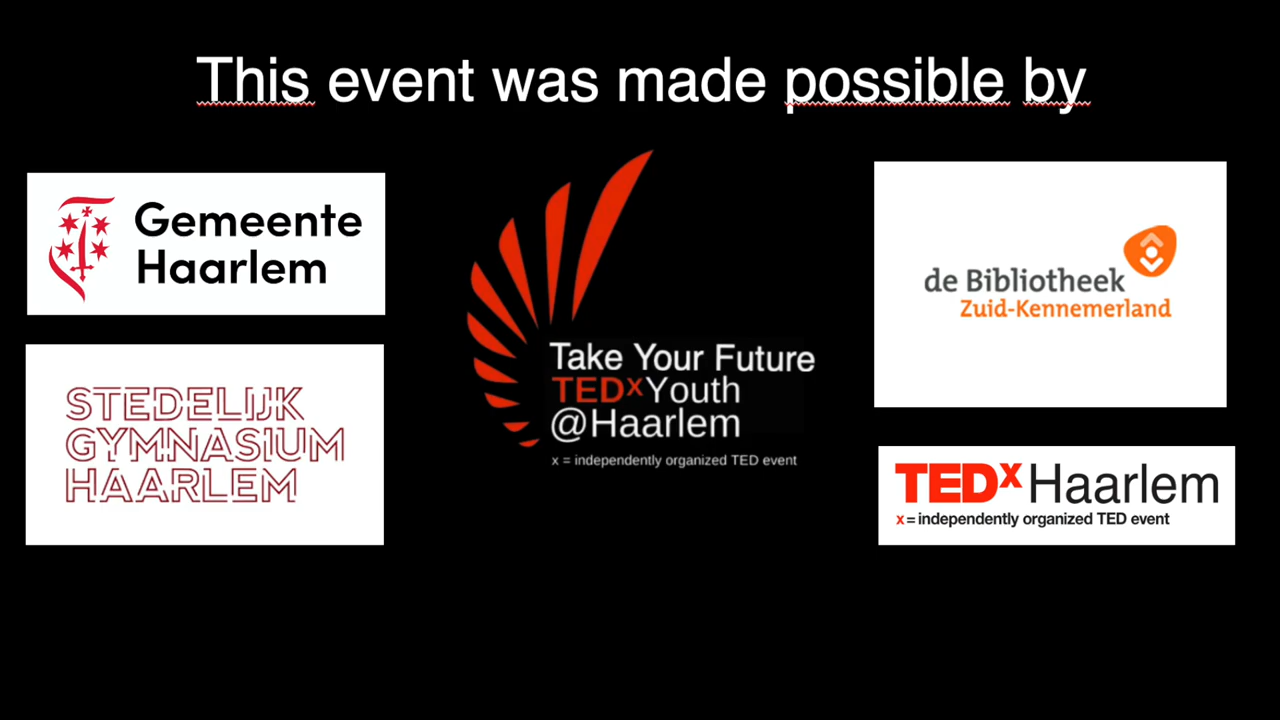 This event was made possible by
Gemeente
Haarlem
STEDELIJK
GYMNASIUM
HAARLEM
Take Your Future
TEDxYouth
@Haarlem
x = independently organized TED event
de Bibliotheek
Zuid-Kennemerland
TEDxHaarlem
x = independently organized TED event